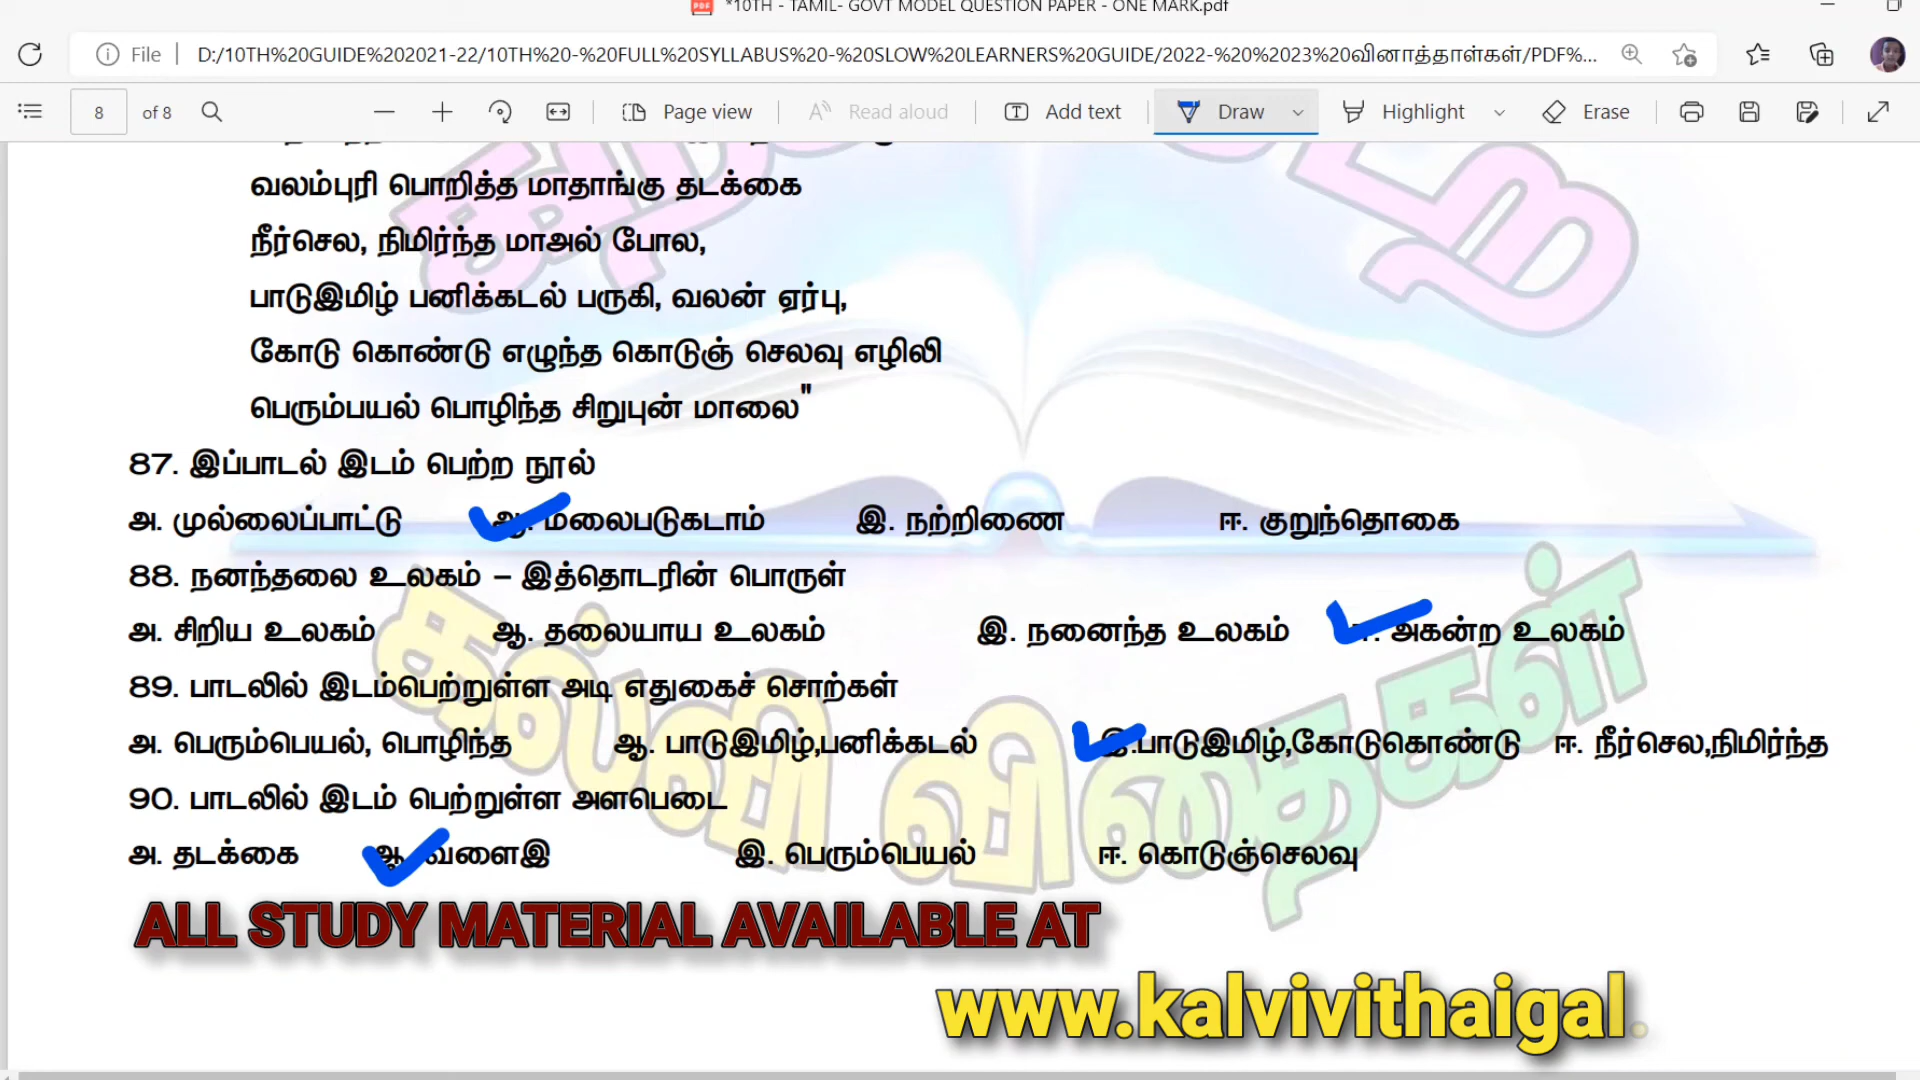 *10TH - TAMIL- GOVT MODEL QUESTION PAPER - ONE MARK.pdf
File D:/10TH%20GUIDE%202021-22/10TH%20-%20FULL%20SYLLABUS%20-%20SLOW%20LEARNERS%20GUIDE/2022-%20%202023%20வினாத்தாள்கள்/PDF%...
8 of 8 Page view Read aloud Add text Draw Highlight Erase
வலம்புரி பொறித்த மாதாங்கு தடக்கை
நீர்செல, நிமிர்ந்த மாஅல் போல,
பாடுஇமிழ் பனிக்கடல் பருகி, வலன் ஏர்பு,
கோடு கொண்டு எழுந்த கொடுஞ் செலவு எழிலி
பெரும்பயல் பொழிந்த சிறுபுன் மாலை"
87. இப்பாடல் இடம் பெற்ற நூல்
அ. முல்லைப்பாட்டு ஆ. மலைபடுகடாம் இ. நற்றிணை ஈ. குறுந்தொகை
88. நனந்தலை உலகம் – இத்தொடரின் பொருள்
அ. சிறிய உலகம் ஆ. தலையாய உலகம் இ. நனைந்த உலகம் ஈ. அகன்ற உலகம்
89. பாடலில் இடம்பெற்றுள்ள அடி எதுகைச் சொற்கள்
அ. பெரும்பெயல், பொழிந்த ஆ. பாடுஇமிழ்,பனிக்கடல் இ.பாடுஇமிழ்,கோடுகொண்டு ஈ. நீர்செல,நிமிர்ந்த
90. பாடலில் இடம் பெற்றுள்ள அளபெடை
அ. தடக்கை ஆ. வளைஇ இ. பெரும்பெயல் ஈ. கொடுஞ்செலவு
கல்வி விதைகள்
ALL STUDY MATERIAL AVAILABLE AT
www.kalvivithaigal.